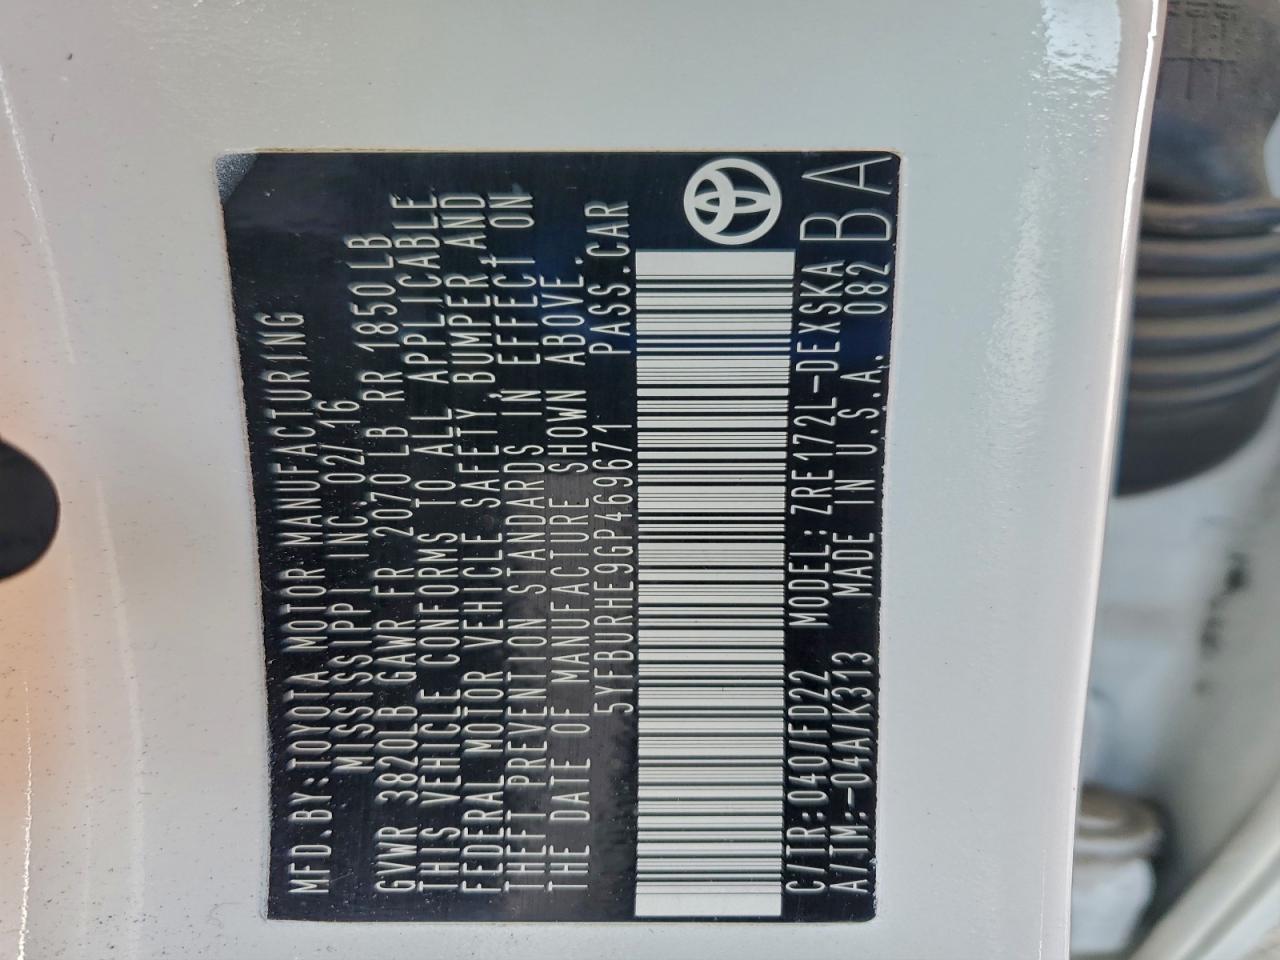 MFD.BY:TOYOTA MOTOR MANUFACTURING
MISSISSIPPI INC. 02/16
GVWR 3820LB GAWR FR 2070LB RR 1850LB
THIS VEHICLE CONFORMS TO ALL APPLICABLE
FEDERAL MOTOR VEHICLE SAFETY, BUMPER, AND
THEFT PREVENTION STANDARDS IN EFFECT ON
THE DATE OF MANUFACTURE SHOWN ABOVE.
5YFBURHE9GP469671 PASS.CAR
C/TR:040/FD22 MODEL:ZRE172L-DEXSKA BA
A/TM:-04A/K313 MADE IN U.S.A. 082 BA